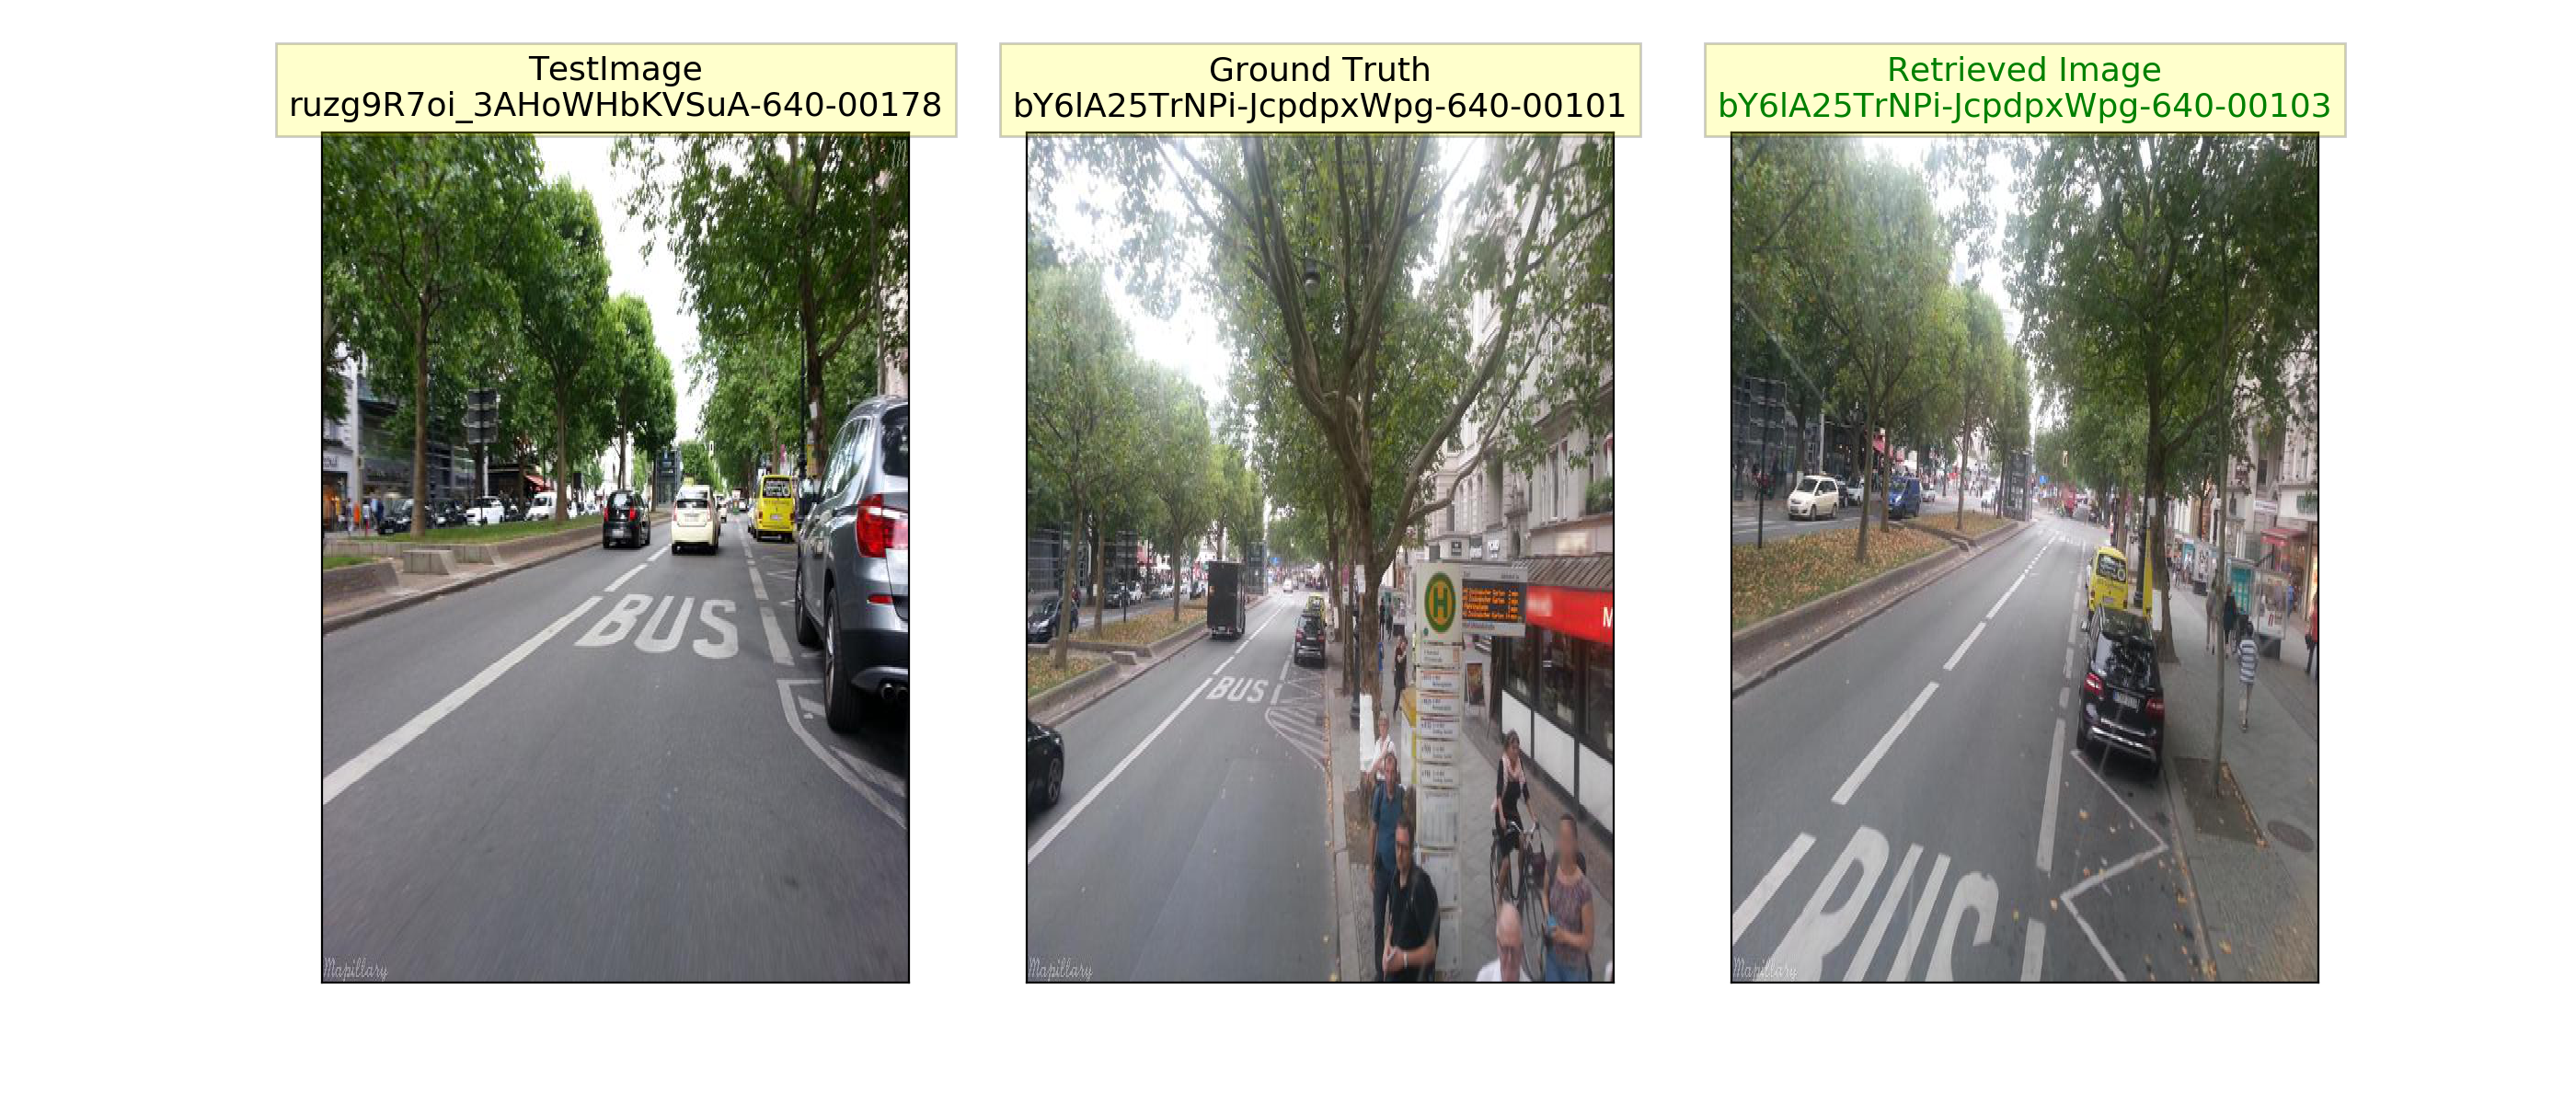 TestImage
ruzg9R7oi_3AHoWHbKVSuA-640-00178
Ground Truth
bY6lA25TrNPi-JcpdpxWpg-640-00101
Retrieved Image
bY6lA25TrNPi-JcpdpxWpg-640-00103
BUS
Mapillary
H
BUS
M
Mapillary
BUS
Mapillary